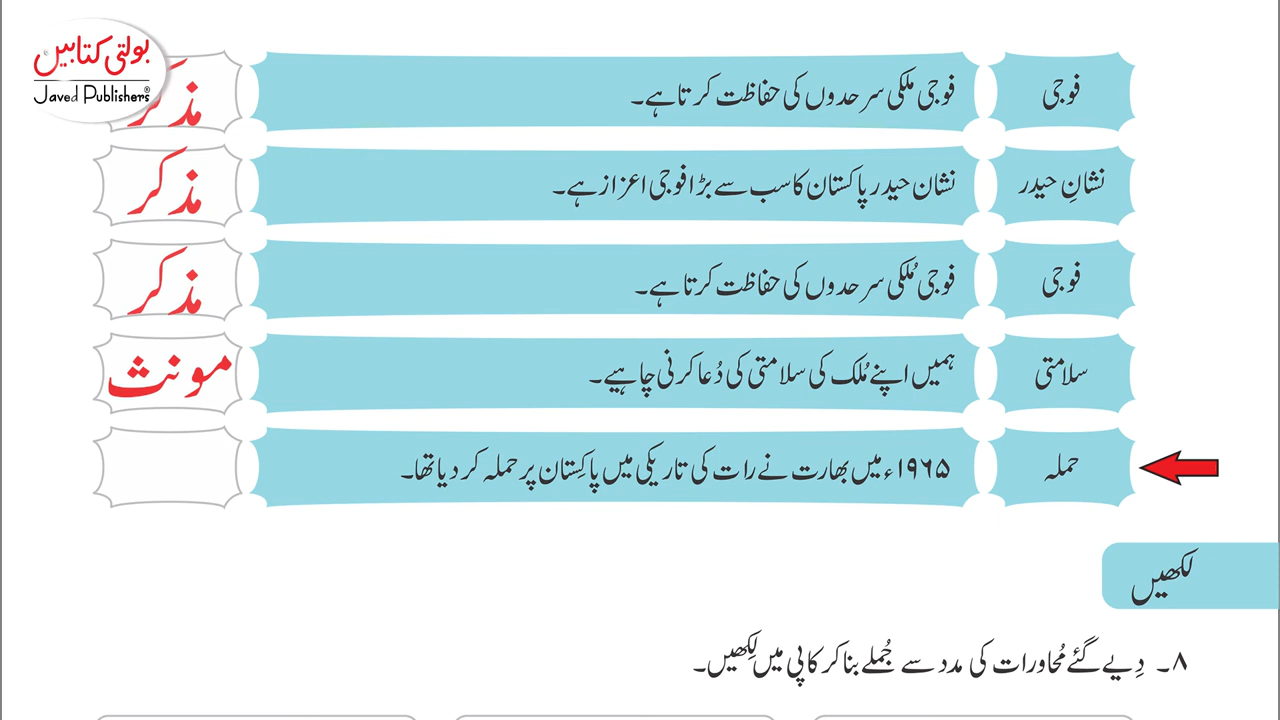 بولتی کتابیں
Javed Publishers®
فوجی فوجی ملکی سرحدوں کی حفاظت کرتا ہے۔ مذکر
نشانِ حیدر نشان حیدر پاکستان کا سب سے بڑا فوجی اعزاز ہے۔ مذکر
فوجی فوجی مُلکی سرحدوں کی حفاظت کرتا ہے۔ مذکر
سلامتی ہمیں اپنے مُلک کی سلامتی کی دُعا کرنی چاہیے۔ مونث
حملہ ۱۹۶۵ء میں بھارت نے رات کی تاریکی میں پاکِستان پر حملہ کر دیا تھا۔
لکھیں
۸۔ دِیے گئے مُحاورات کی مدد سے جُملے بنا کر کاپی میں لِکھیں۔